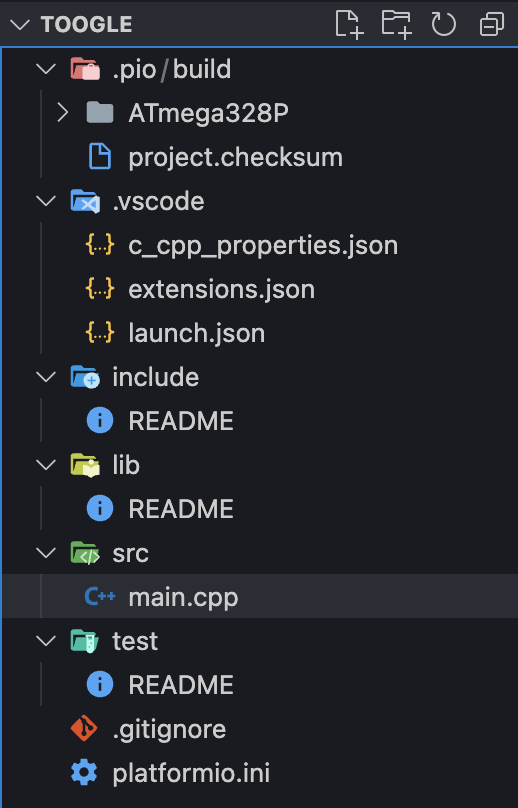 TOOGLE
.pio/build
ATmega328P
project.checksum
.vscode
{..} c_cpp_properties.json
{..} extensions.json
{..} launch.json
include
i README
lib
i README
</> src
C++ main.cpp
test
i README
.gitignore
platformio.ini